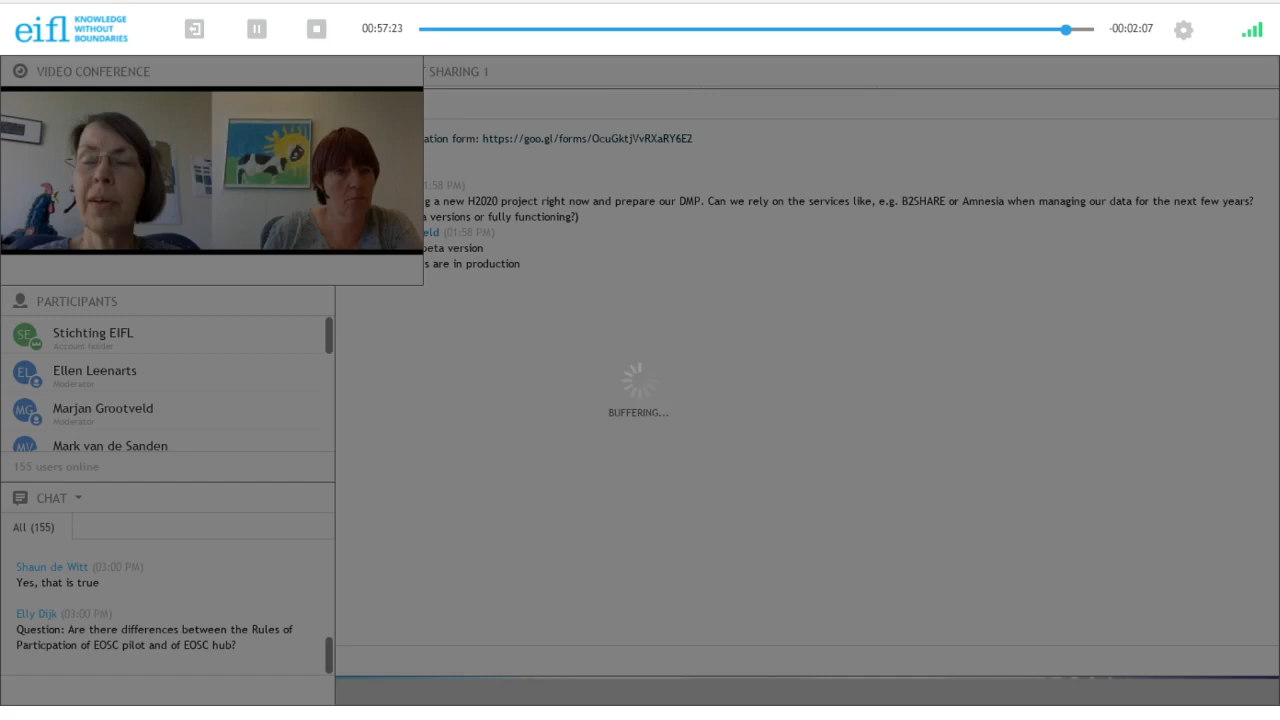 eifl KNOWLEDGE
WITHOUT
BOUNDARIES
00:57:23
-00:02:07
VIDEO CONFERENCE
SHARING 1
ation form: https://goo.gl/forms/OcuGktjVvRXaRY6E2
1:58 PM)
g a new H2020 project right now and prepare our DMP. Can we rely on the services like, e.g. B2SHARE or Amnesia when managing our data for the next few years?
a versions or fully functioning?)
eld (01:58 PM)
beta version
s are in production
PARTICIPANTS
SE Stichting EIFL
Account holder
EL Ellen Leenarts
Moderator
MG Marjan Grootveld
Moderator
MV Mark van de Sanden
155 users online
BUFFERING...
CHAT
All (155)
Shaun de Witt (03:00 PM)
Yes, that is true
Elly Dijk (03:00 PM)
Question: Are there differences between the Rules of
Particpation of EOSC pilot and of EOSC hub?